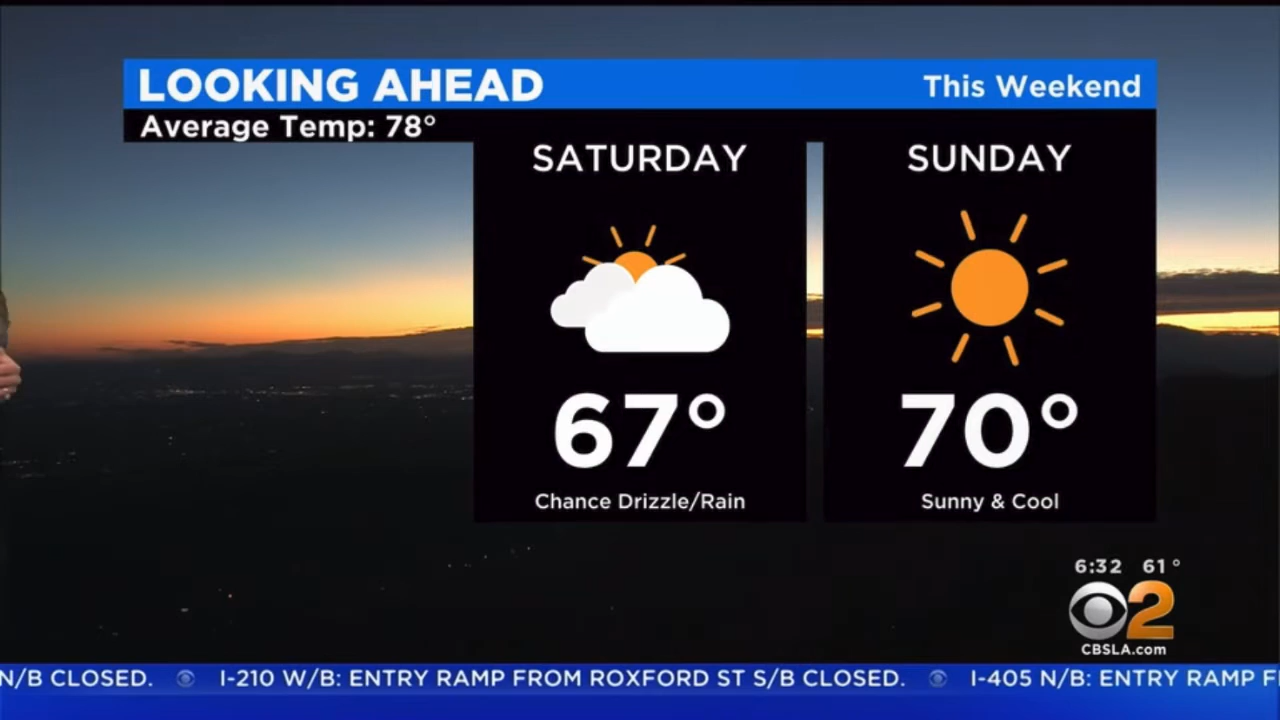 LOOKING AHEAD This Weekend
Average Temp: 78°
SATURDAY SUNDAY
67° 70°
Chance Drizzle/Rain Sunny & Cool
6:32 61°
2
CBSLA.com
N/B CLOSED. I-210 W/B: ENTRY RAMP FROM ROXFORD ST S/B CLOSED. I-405 N/B: ENTRY RAMP F